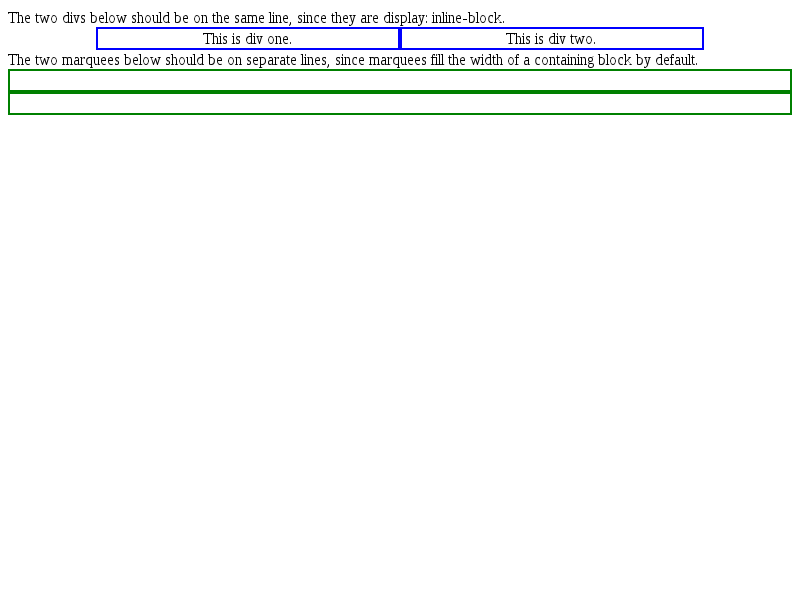 The two divs below should be on the same line, since they are display: inline-block.
This is div one. This is div two.
The two marquees below should be on separate lines, since marquees fill the width of a containing block by default.